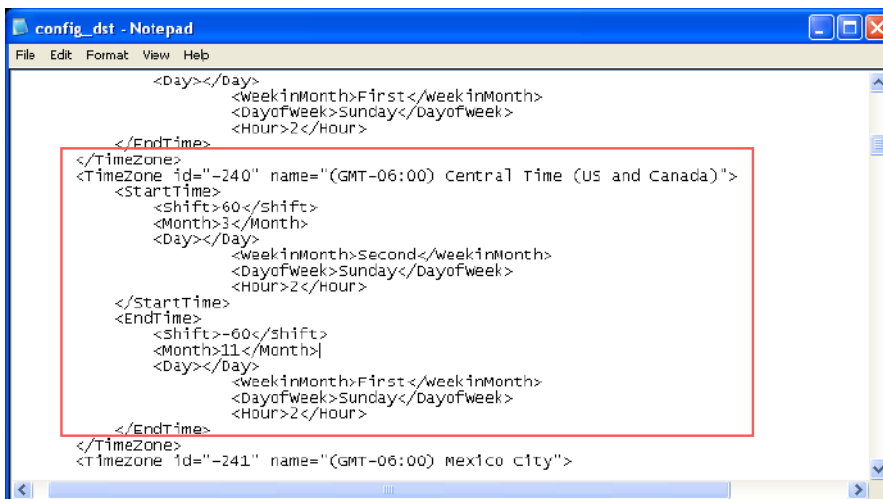 config_dst - Notepad
File Edit Format View Help
<Day></Day>
<WeekinMonth>First</WeekinMonth>
<DayofWeek>Sunday</DayofWeek>
<Hour>2</Hour>
</EndTime>
</TimeZone>
<TimeZone id="-240" name="(GMT-06:00) Central Time (US and Canada)">
<StartTime>
<Shift>60</Shift>
<Month>3</Month>
<Day></Day>
<WeekinMonth>Second</WeekinMonth>
<DayofWeek>Sunday</DayofWeek>
<Hour>2</Hour>
</StartTime>
<EndTime>
<Shift>-60</Shift>
<Month>11</Month>
<Day></Day>
<WeekinMonth>First</WeekinMonth>
<DayofWeek>Sunday</DayofWeek>
<Hour>2</Hour>
</EndTime>
</TimeZone>
<TimeZone id="-241" name="(GMT-06:00) Mexico City">